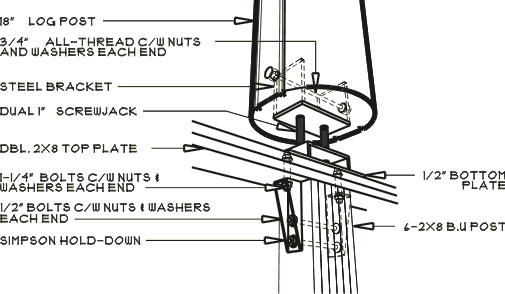 18" LOG POST
3/4" ALL-THREAD C/W NUTS
AND WASHERS EACH END
STEEL BRACKET
DUAL 1" SCREWJACK
DBL. 2X8 TOP PLATE
1-1/4" BOLTS C/W NUTS &
WASHERS EACH END
1/2" BOLTS C/W NUTS & WASHERS
EACH END
SIMPSON HOLD-DOWN
1/2" BOTTOM
PLATE
6-2X8 B.U POST